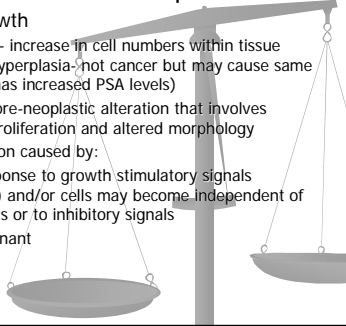 wth
- increase in cell numbers within tissue
yperplasia- not cancer but may cause same
has increased PSA levels)
ore-neoplastic alteration that involves
roliferation and altered morphology
on caused by:
ponse to growth stimulatory signals
) and/or cells may become independent of
s or to inhibitory signals
nant